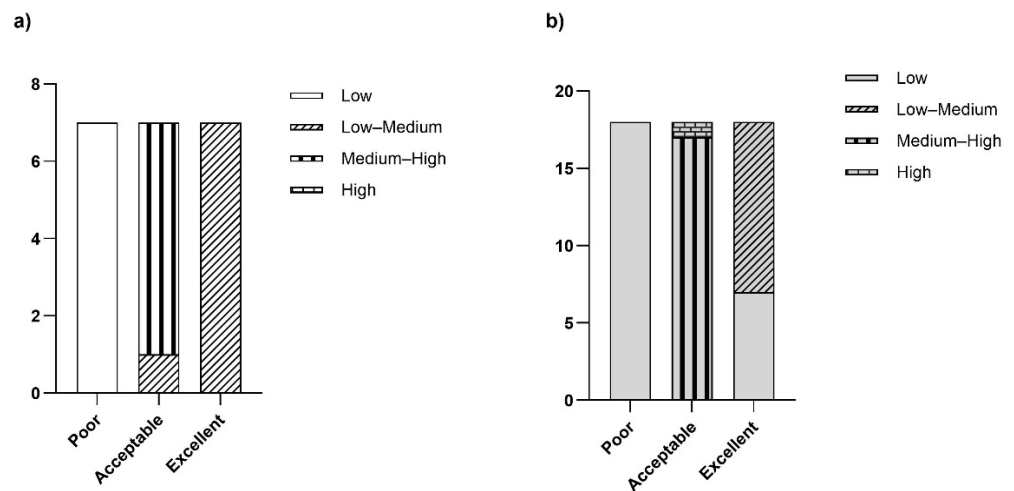 a)
8
6
4
2
0
Poor
Acceptable
Excellent
Low
Low–Medium
Medium–High
High
b)
20
15
10
5
0
Poor
Acceptable
Excellent
Low
Low–Medium
Medium–High
High